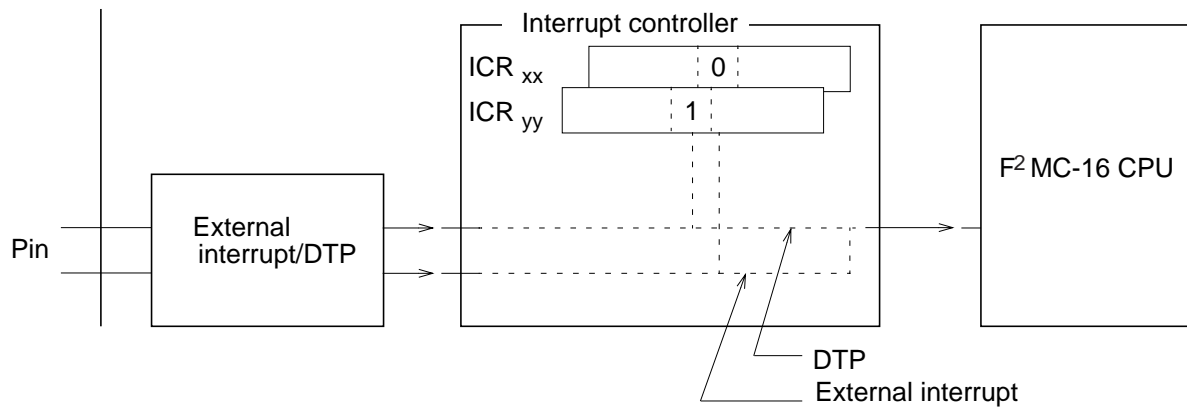 Interrupt controller
ICR xx
0
ICR yy
1
F2 MC-16 CPU
Pin
External
interrupt/DTP
DTP
External interrupt